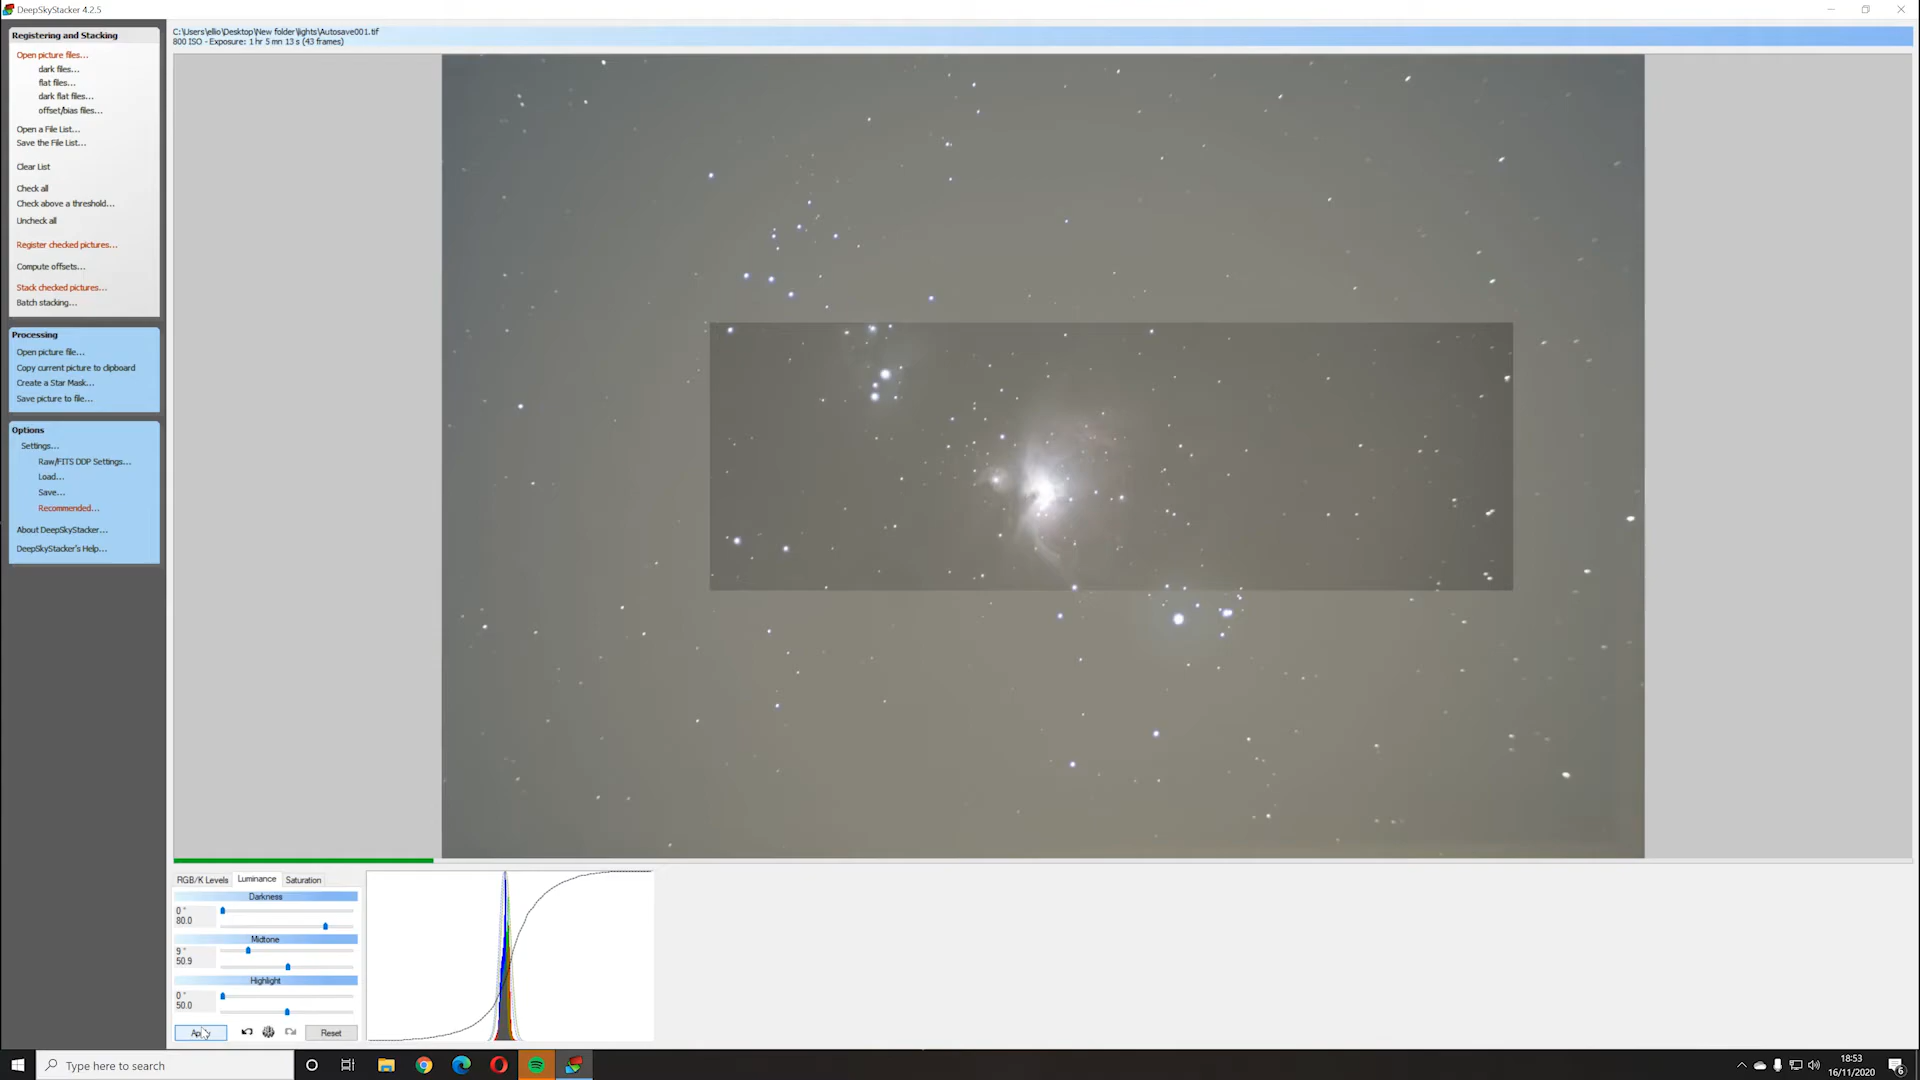 DeepSkyStacker 4.2.5
Registering and Stacking
Open picture files...
dark files...
flat files...
dark flat files...
offset/bias files...
Open a File List...
Save the File List...
Clear List
Check all
Check above a threshold...
Uncheck all
Register checked pictures...
Compute offsets...
Stack checked pictures...
Batch stacking...
Processing
Open picture file...
Copy current picture to clipboard
Create a Star Mask...
Save picture to file...
Options
Settings...
Raw/FITS DDP Settings...
Load...
Save...
Recommended...
About DeepSkyStacker...
DeepSkyStacker's Help...
C:\Users\ellio\Desktop\New folder\lights\Autosave001.tif
800 ISO - Exposure: 1 hr 5 mn 13 s (43 frames)
RGB/K Levels Luminance Saturation
Darkness
0 °
80.0
Midtone
9 °
50.9
Highlight
0 °
50.0
Reset
Type here to search
18:53
16/11/2020
6